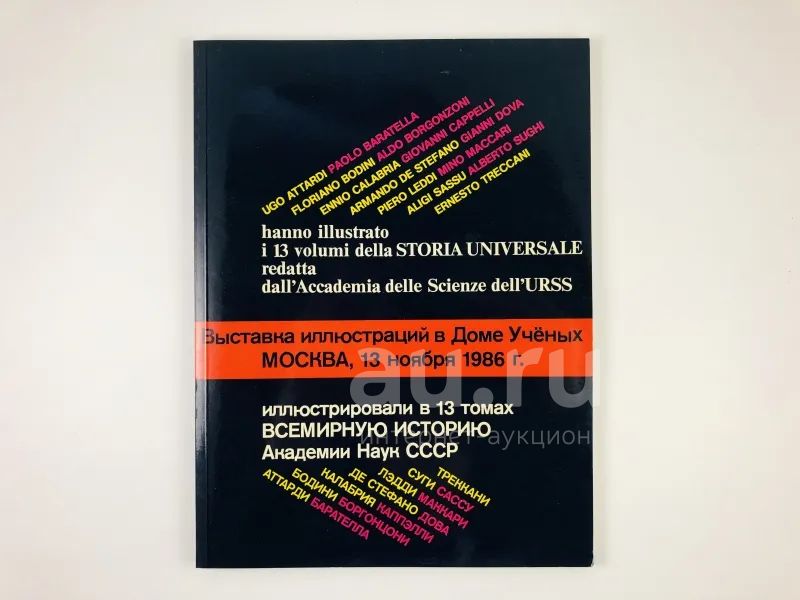 UGO ATTARDI PAOLO BARATELLA
FLORIANO BODINI ALDO BORGONZONI
ENNIO CALABRIA GIOVANNI CAPPELLI
ARMANDO DE STEFANO GIANNI DOVA
PIERO LEDDI MINO MACCARI
ALIGI SASSU ALBERTO SUGHI
ERNESTO TRECCANI
hanno illustrato
i 13 volumi della STORIA UNIVERSALE
redatta
dall'Accademia delle Scienze dell'URSS
Выставка иллюстраций в Доме Учёных
МОСКВА, 13 ноября 1986 г.
au.ru
интернет-аукцион
иллюстрировали в 13 томах
ВСЕМИРНУЮ ИСТОРИЮ
Академии Наук СССР
ТРЕККАНИ
СУГИ САССУ
ЛЭДДИ МАККАРИ
ДЕ СТЕФАНО ДОВА
КАЛАБРИЯ КАППЭЛЛИ
БОДИНИ БОРГОНЦОНИ
АТТАРДИ БАРАТЕЛЛА